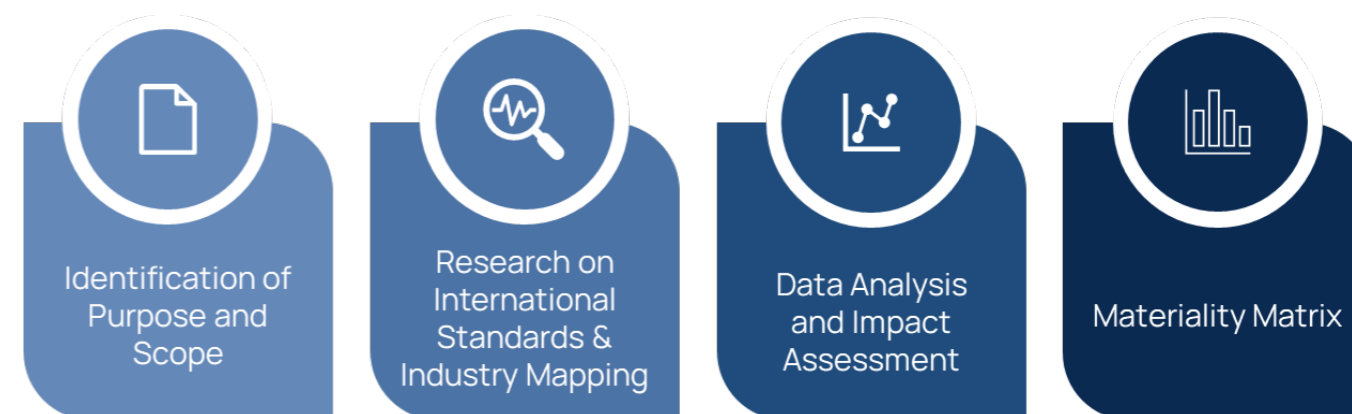 Identification of
Purpose and
Scope
Research on
International
Standards &
Industry Mapping
Data Analysis
and Impact
Assessment
Materiality Matrix